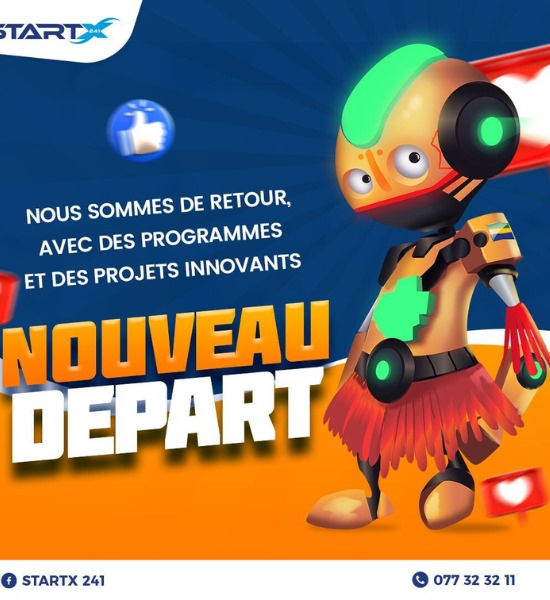 STARTX 241
NOUS SOMMES DE RETOUR,
AVEC DES PROGRAMMES
ET DES PROJETS INNOVANTS
NOUVEAU
DEPART
STARTX 241
077 32 32 11